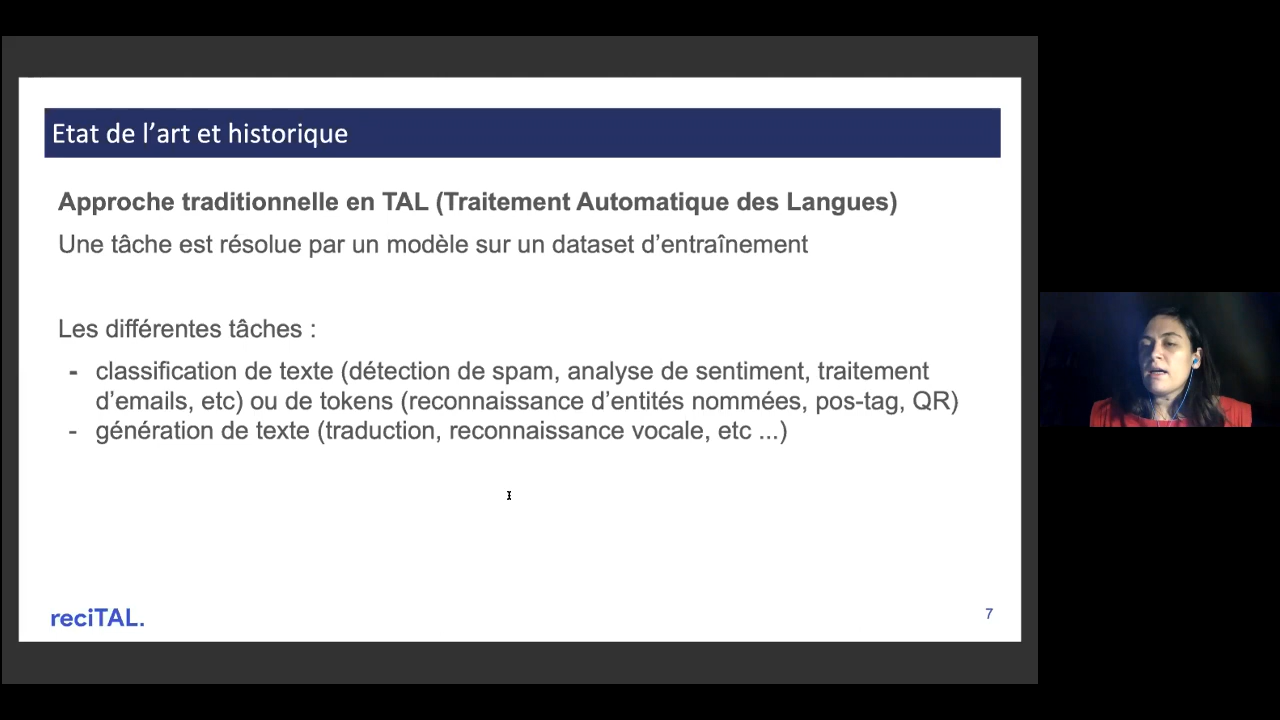 Etat de l’art et historique
Approche traditionnelle en TAL (Traitement Automatique des Langues)
Une tâche est résolue par un modèle sur un dataset d’entraînement
Les différentes tâches :
- classification de texte (détection de spam, analyse de sentiment, traitement
d’emails, etc) ou de tokens (reconnaissance d’entités nommées, pos-tag, QR)
- génération de texte (traduction, reconnaissance vocale, etc ...)
reciTAL.
7